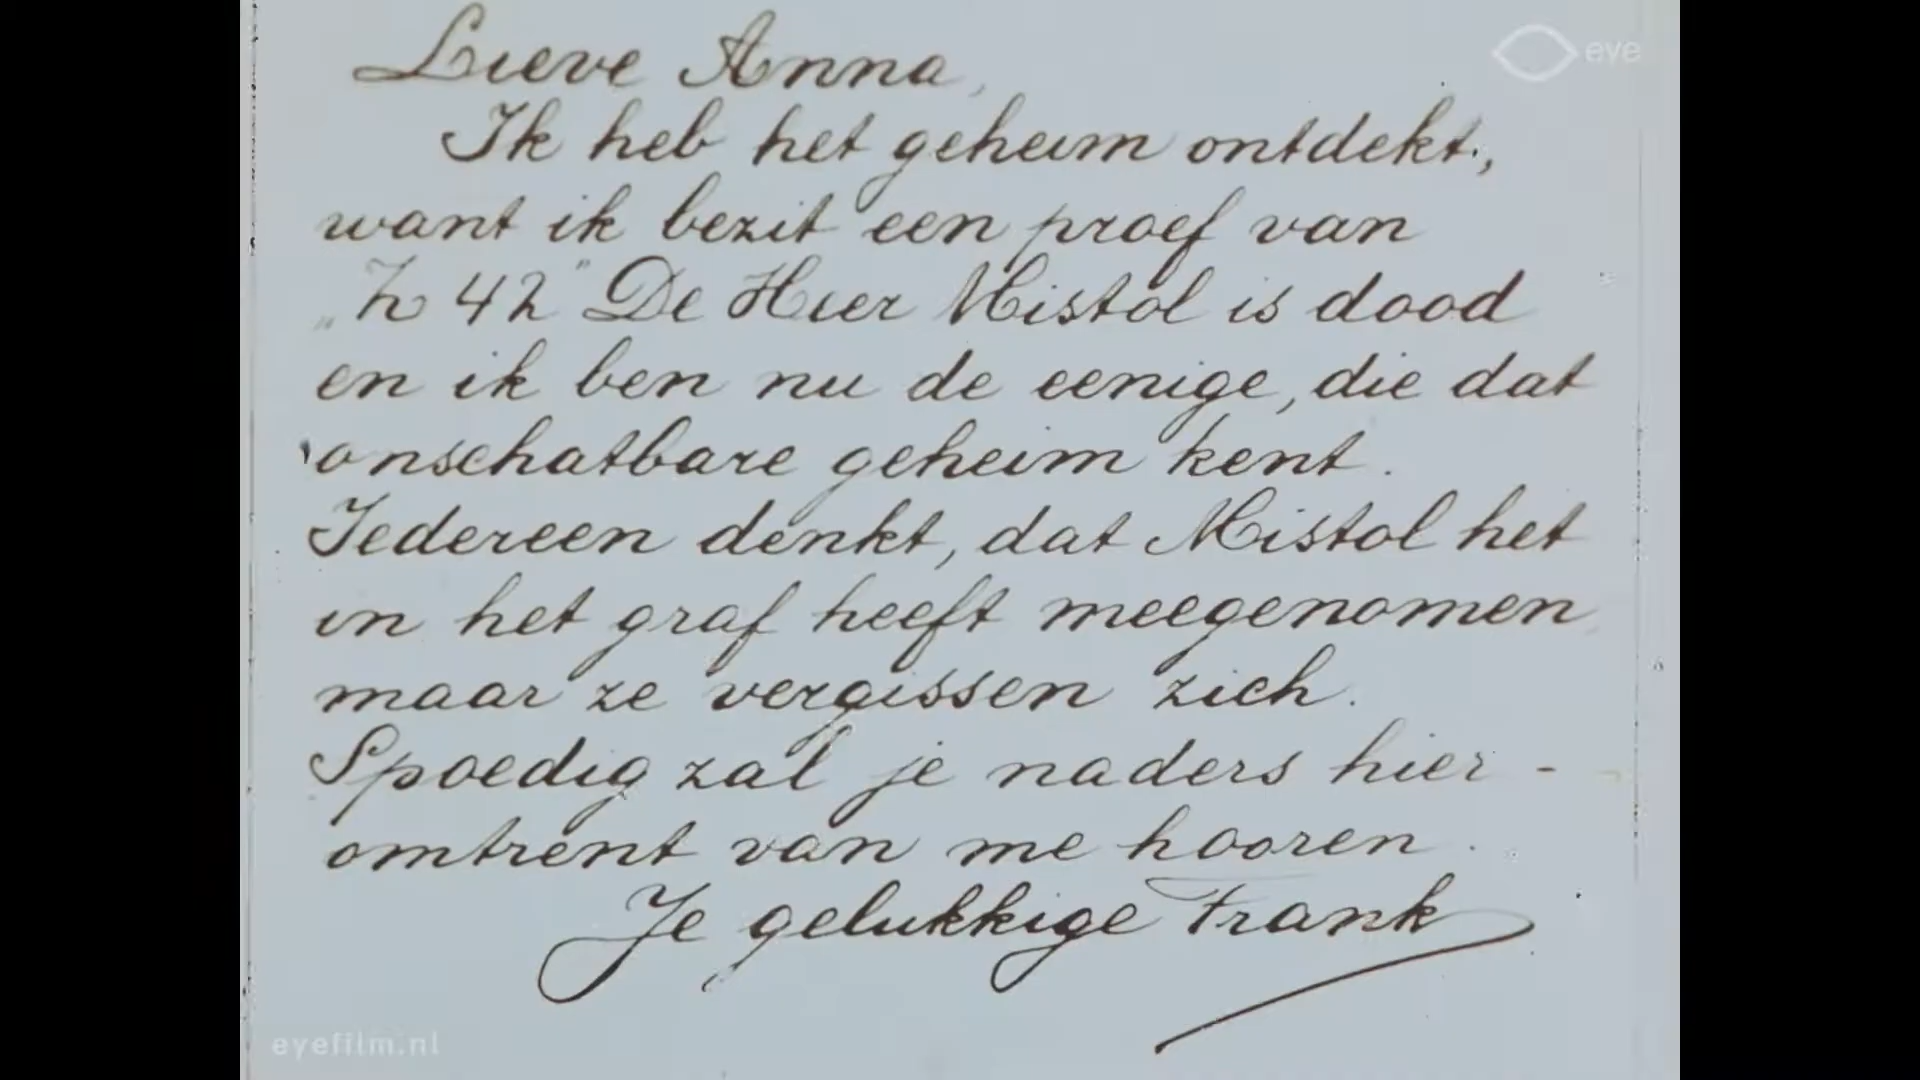 eye
Lieve Anna,
Ik heb het geheim ontdekt,
want ik bezit een proef van
„Z 42” De Heer Mistol is dood
en ik ben nu de eenige, die dat
onschatbare geheim kent.
Iedereen denkt, dat Mistol het
in het graf heeft meegenomen
maar ze vergissen zich.
Spoedig zal je naders hier-
omtrent van me hooren.
Je gelukkige Frank
eyefilm.nl